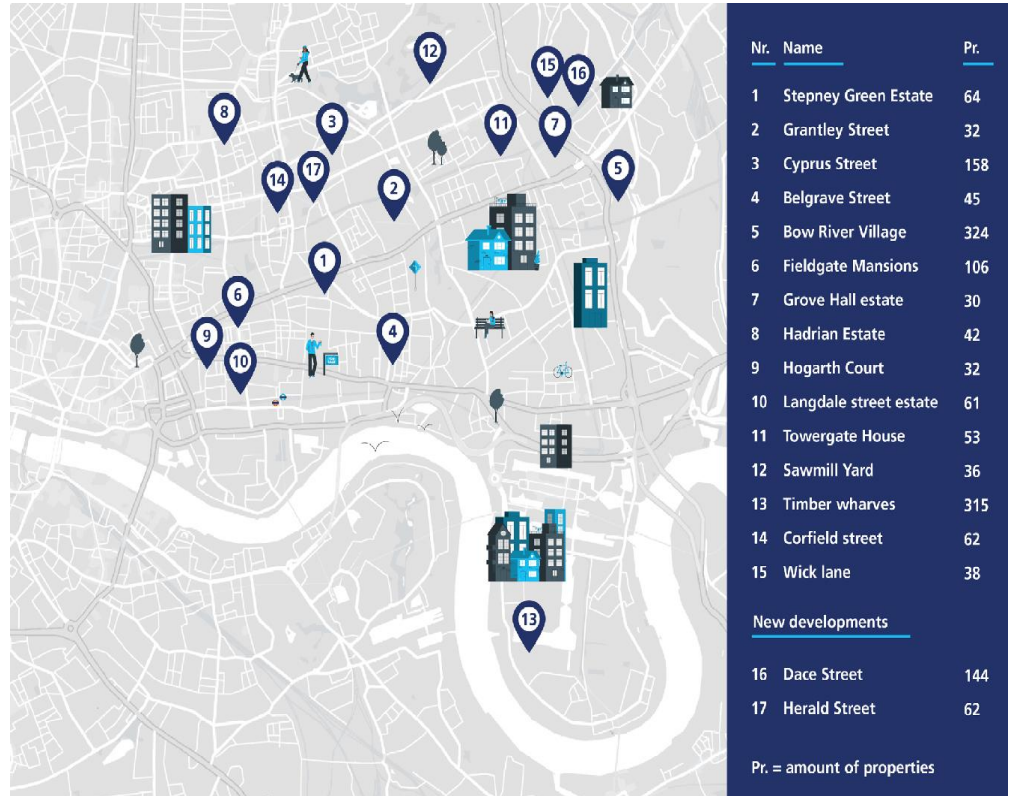 12
15
16
8
3
11
7
14
17
2
5
1
6
9
4
10
13
Nr. Name Pr.
1 Stepney Green Estate 64
2 Grantley Street 32
3 Cyprus Street 158
4 Belgrave Street 45
5 Bow River Village 324
6 Fieldgate Mansions 106
7 Grove Hall estate 30
8 Hadrian Estate 42
9 Hogarth Court 32
10 Langdale street estate 61
11 Towergate House 53
12 Sawmill Yard 36
13 Timber wharves 315
14 Corfield street 62
15 Wick lane 38
New developments
16 Dace Street 144
17 Herald Street 62
Pr. = amount of properties